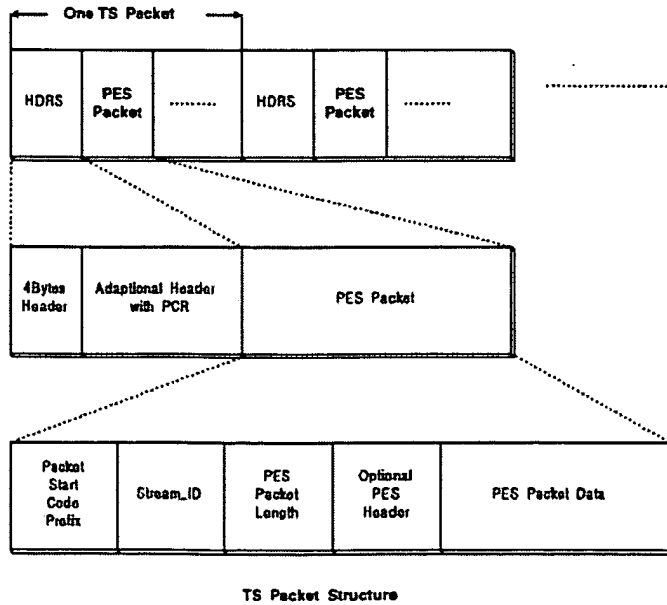 One TS Packet
HDRS
PES
Packet
........
HDRS
PES
Packet
........
4Bytes
Header
Adaptional Header
with PCR
PES Packet
Packet
Start
Code
Prefix
Stream_ID
PES
Packet
Length
Optional
PES
Header
PES Packet Data
TS Packet Structure